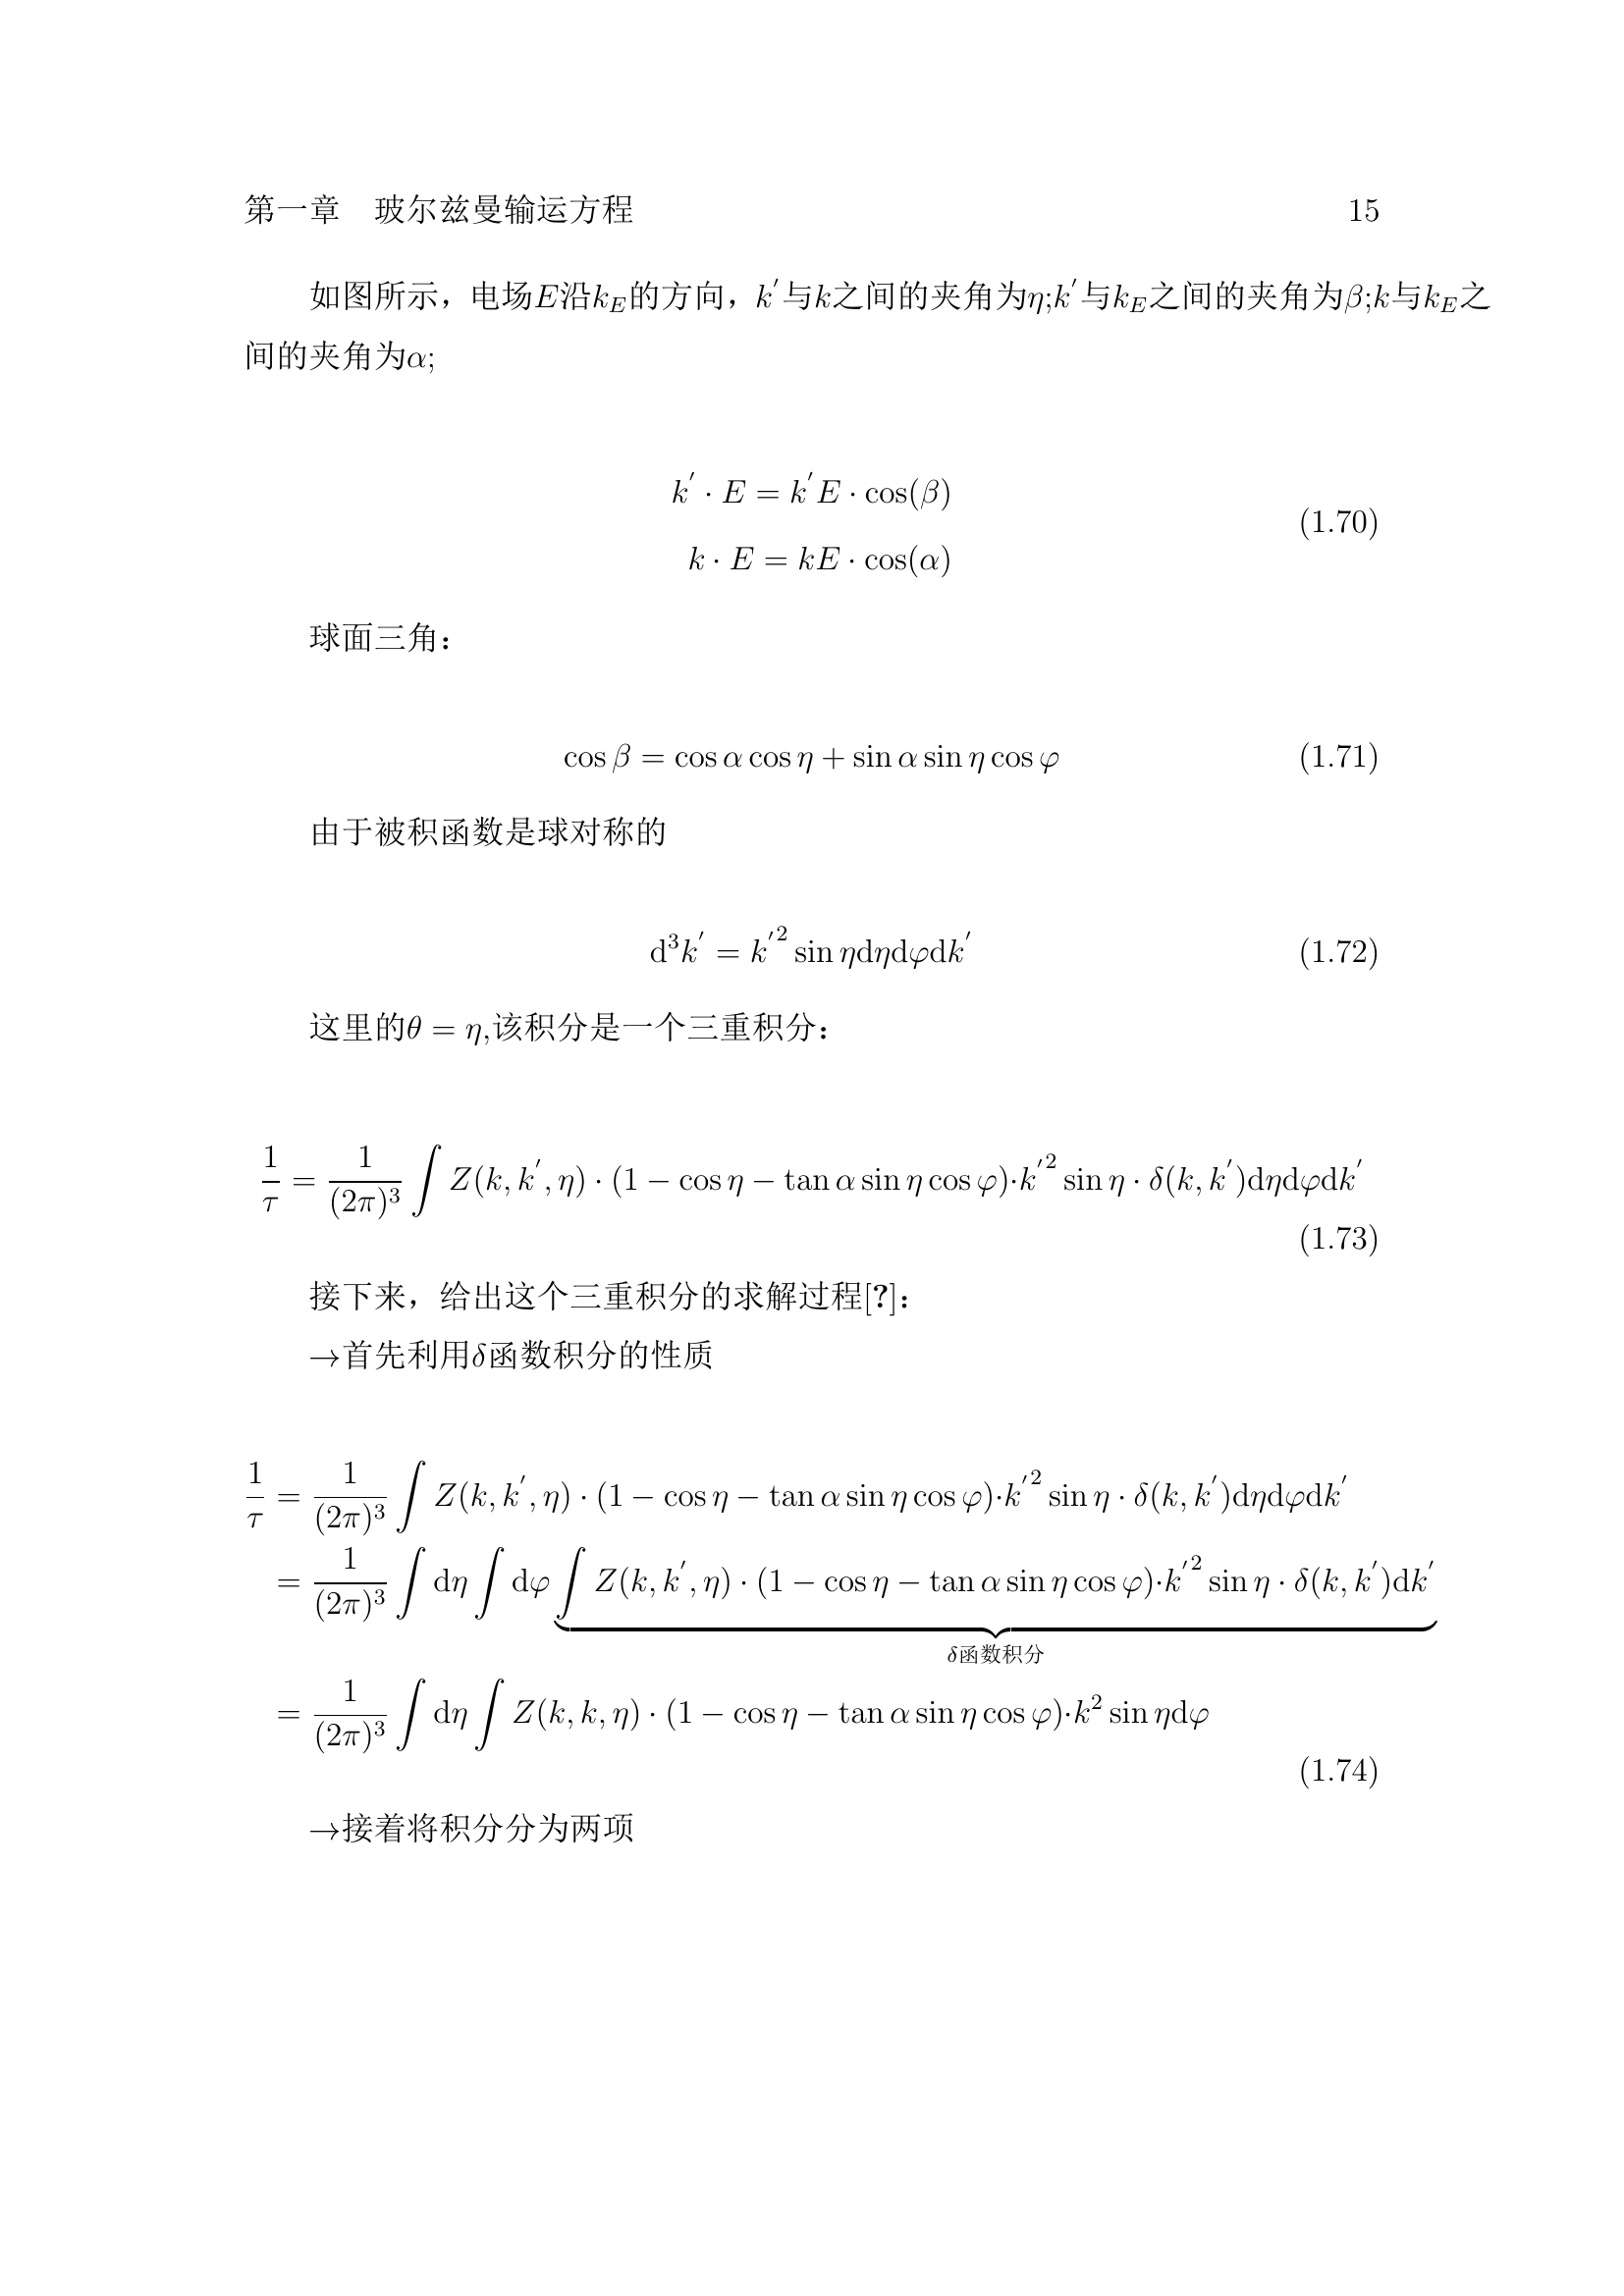 第一章　玻尔兹曼输运方程 15
如图所示，电场$E$沿$k_E$的方向，$k^{'}$与$k$之间的夹角为$\eta$;$k^{'}$与$k_E$之间的夹角为$\beta$;$k$与$k_E$之
间的夹角为$\alpha$;
$k^{'} \cdot E = k^{'}E \cdot \cos(\beta)$
$k \cdot E = kE \cdot \cos(\alpha)$
(1.70)
球面三角：
$\cos\beta = \cos\alpha\cos\eta + \sin\alpha\sin\eta\cos\varphi$ (1.71)
由于被积函数是球对称的
$\mathrm{d}^3k^{'} = {k^{'}}^2 \sin\eta\mathrm{d}\eta\mathrm{d}\varphi\mathrm{d}k^{'}$ (1.72)
这里的$\theta = \eta$,该积分是一个三重积分：
$\frac{1}{\tau} = \frac{1}{(2\pi)^3} \int Z(k, k^{'}, \eta) \cdot (1 - \cos\eta - \tan\alpha\sin\eta\cos\varphi) \cdot {k^{'}}^2 \sin\eta \cdot \delta(k, k^{'})\mathrm{d}\eta\mathrm{d}\varphi\mathrm{d}k^{'}$
(1.73)
接下来，给出这个三重积分的求解过程[?]：
→首先利用$\delta$函数积分的性质
$\frac{1}{\tau} = \frac{1}{(2\pi)^3} \int Z(k, k^{'}, \eta) \cdot (1 - \cos\eta - \tan\alpha\sin\eta\cos\varphi) \cdot {k^{'}}^2 \sin\eta \cdot \delta(k, k^{'})\mathrm{d}\eta\mathrm{d}\varphi\mathrm{d}k^{'}$
$= \frac{1}{(2\pi)^3} \int \mathrm{d}\eta \int \mathrm{d}\varphi \underbrace{\int Z(k, k^{'}, \eta) \cdot (1 - \cos\eta - \tan\alpha\sin\eta\cos\varphi) \cdot {k^{'}}^2 \sin\eta \cdot \delta(k, k^{'})\mathrm{d}k^{'}}$
$\delta$函数积分
$= \frac{1}{(2\pi)^3} \int \mathrm{d}\eta \int Z(k, k, \eta) \cdot (1 - \cos\eta - \tan\alpha\sin\eta\cos\varphi) \cdot k^2 \sin\eta\mathrm{d}\varphi$
(1.74)
→接着将积分分为两项